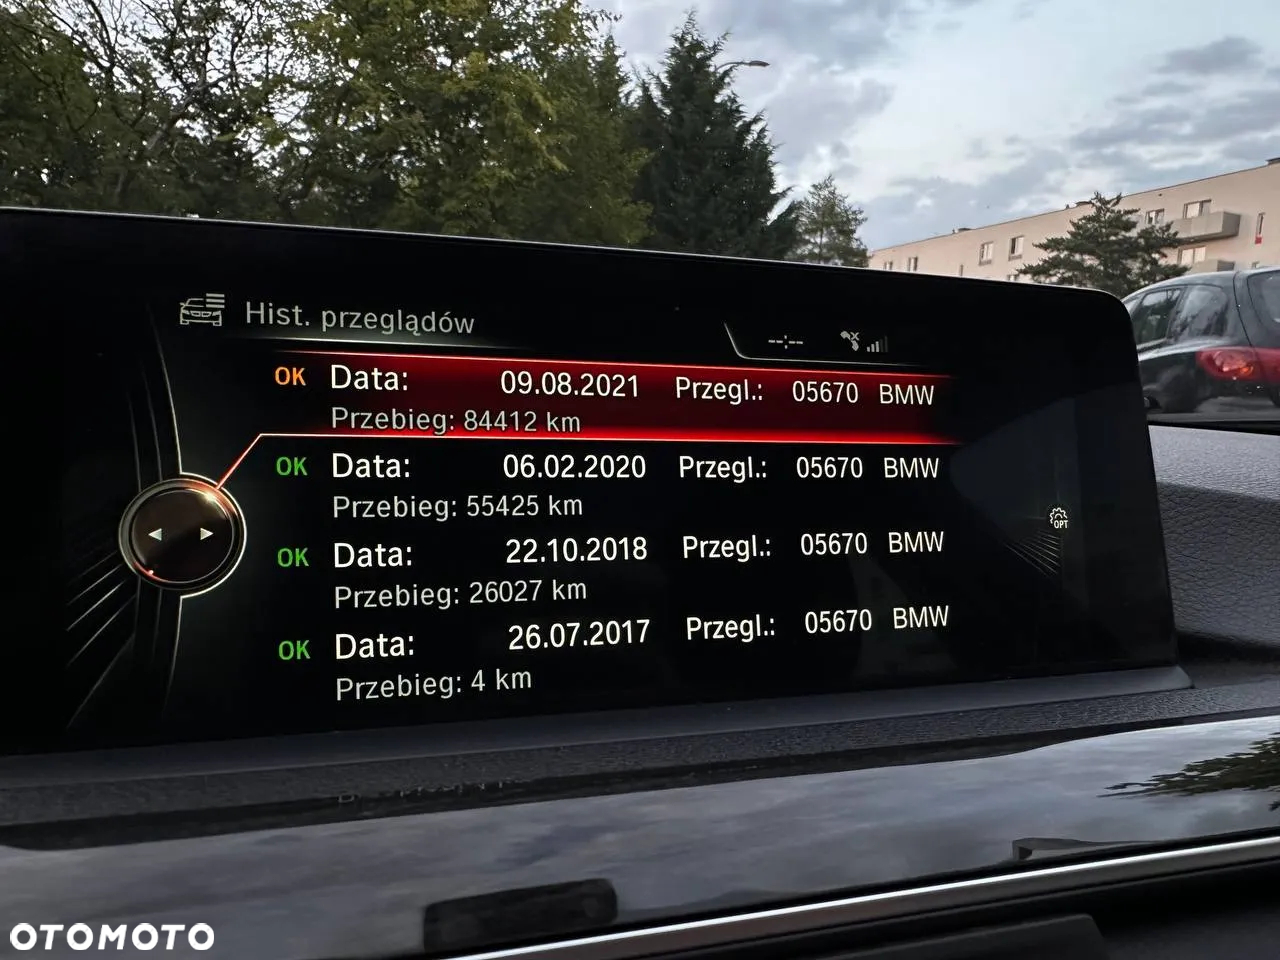 Hist. przeglądów
--:--
OK Data: 09.08.2021 Przegl.: 05670 BMW
Przebieg: 84412 km
OK Data: 06.02.2020 Przegl.: 05670 BMW
Przebieg: 55425 km
OPT
OK Data: 22.10.2018 Przegl.: 05670 BMW
Przebieg: 26027 km
OK Data: 26.07.2017 Przegl.: 05670 BMW
Przebieg: 4 km
OTOMOTO